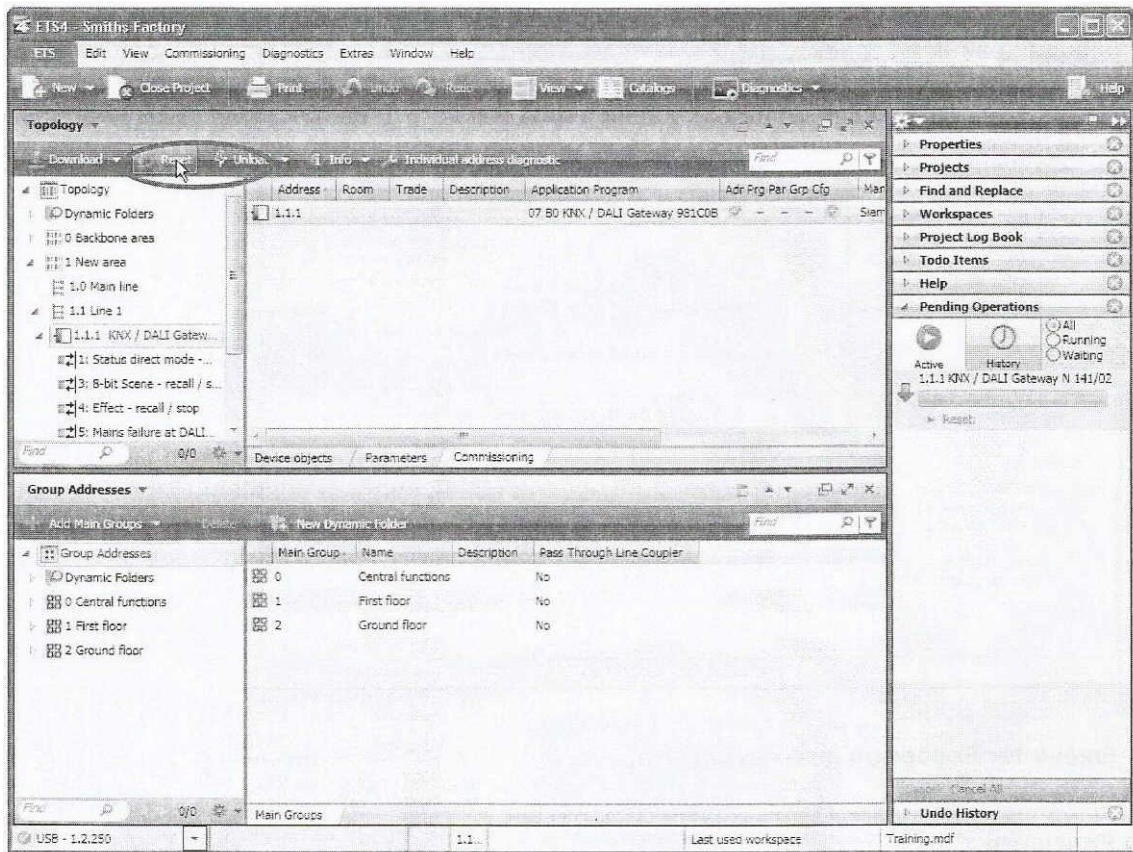 ETS4 - Smiths Factory
ETS Edit View Commissioning Diagnostics Extras Window Help
New Close Project Print Undo Redo View Catalogs Diagnostics Help
Topology
Download Reset Unload Info Individual address diagnostic Find
Topology
Dynamic Folders
0 Backbone area
1 New area
1.0 Main line
1.1 Line 1
1.1.1 KNX / DALI Gatew...
1: Status direct mode -...
3: 8-bit Scene - recall / s...
4: Effect - recall / stop
5: Mains failure at DALI...
Find 0/0
Address Room Trade Description Application Program Adr Prg Par Grp Cfg Man
1.1.1 07 B0 KNX / DALI Gateway 981C0B - - - Siem
Device objects Parameters Commissioning
Group Addresses
Add Main Groups Delete New Dynamic Folder Find
Group Addresses
Dynamic Folders
0 Central functions
1 First floor
2 Ground floor
Find 0/0
Main Group Name Description Pass Through Line Coupler
0 Central functions No
1 First floor No
2 Ground floor No
Main Groups
Properties
Projects
Find and Replace
Workspaces
Project Log Book
Todo Items
Help
Pending Operations
Active History
All
Running
Waiting
1.1.1 KNX / DALI Gateway N 141/02
Reset:
Cancel All
Undo History
USB - 1.2.250 1.1... Last used workspace Training.mdf